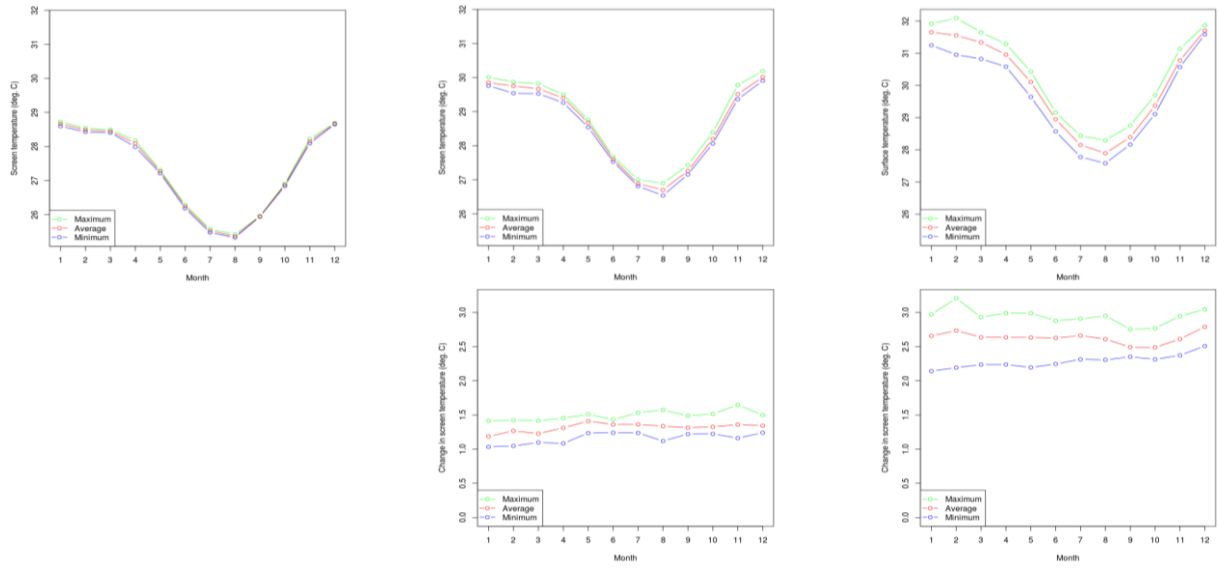 Screen temperature (deg. C)
32
31
30
29
28
27
26
Maximum
Average
Minimum
1 2 3 4 5 6 7 8 9 10 11 12
Month
Screen temperature (deg. C)
32
31
30
29
28
27
26
Maximum
Average
Minimum
1 2 3 4 5 6 7 8 9 10 11 12
Month
Surface temperature (deg. C)
32
31
30
29
28
27
26
Maximum
Average
Minimum
1 2 3 4 5 6 7 8 9 10 11 12
Month
Change in screen temperature (deg. C)
3.0
2.5
2.0
1.5
1.0
0.5
0.0
Maximum
Average
Minimum
1 2 3 4 5 6 7 8 9 10 11 12
Month
Change in screen temperature (deg. C)
3.0
2.5
2.0
1.5
1.0
0.5
0.0
Maximum
Average
Minimum
1 2 3 4 5 6 7 8 9 10 11 12
Month